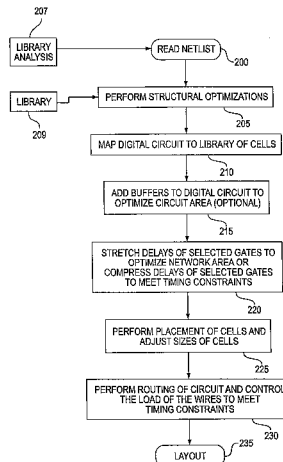 207
LIBRARY
ANALYSIS
READ NETLIST
200
LIBRARY
209
PERFORM STRUCTURAL OPTIMIZATIONS
205
MAP DIGITAL CIRCUIT TO LIBRARY OF CELLS
210
ADD BUFFERS TO DIGITAL CIRCUIT TO
OPTIMIZE CIRCUIT AREA (OPTIONAL)
215
STRETCH DELAYS OF SELECTED GATES TO
OPTIMIZE NETWORK AREA OR
COMPRESS DELAYS OF SELECTED GATES
TO MEET TIMING CONSTRAINTS
220
PERFORM PLACEMENT OF CELLS AND
ADJUST SIZES OF CELLS
225
PERFORM ROUTING OF CIRCUIT AND CONTROL
THE LOAD OF THE WIRES TO MEET
TIMING CONSTRAINTS
230
LAYOUT
235